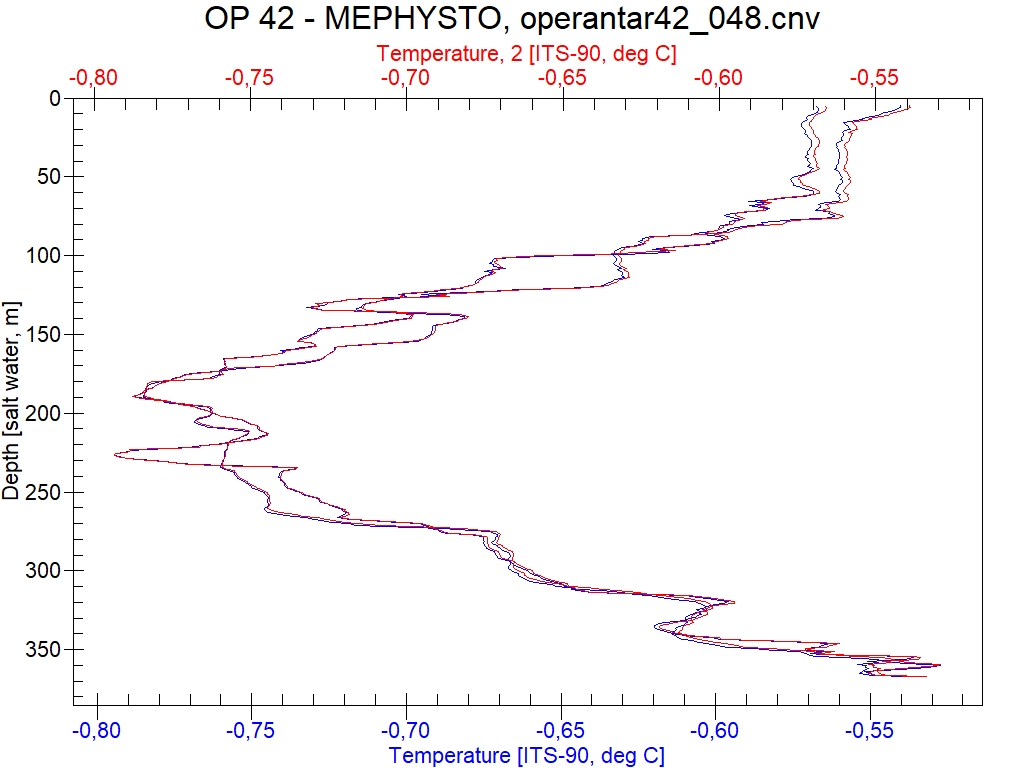 OP 42 - MEPHYSTO, operantar42_048.cnv
Temperature, 2 [ITS-90, deg C]
-0,80 -0,75 -0,70 -0,65 -0,60 -0,55
0
50
100
150
200
250
300
350
Depth [salt water, m]
-0,80 -0,75 -0,70 -0,65 -0,60 -0,55
Temperature [ITS-90, deg C]